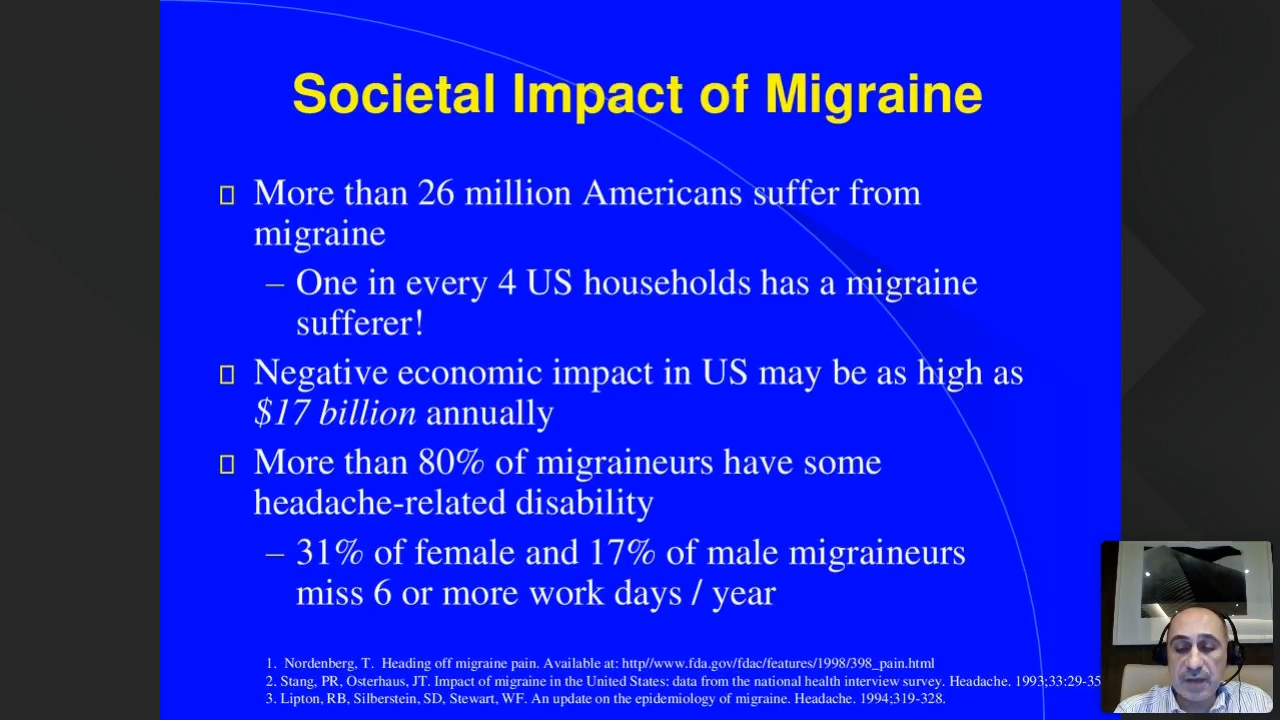 Societal Impact of Migraine
More than 26 million Americans suffer from
migraine
– One in every 4 US households has a migraine
sufferer!
Negative economic impact in US may be as high as
$17 billion annually
More than 80% of migraineurs have some
headache-related disability
– 31% of female and 17% of male migraineurs
miss 6 or more work days / year
1. Nordenberg, T. Heading off migraine pain. Available at: http//www.fda.gov/fdac/features/1998/398_pain.html
2. Stang, PR, Osterhaus, JT. Impact of migraine in the United States: data from the national health interview survey. Headache. 1993;33:29-35
3. Lipton, RB, Silberstein, SD, Stewart, WF. An update on the epidemiology of migraine. Headache. 1994;319-328.